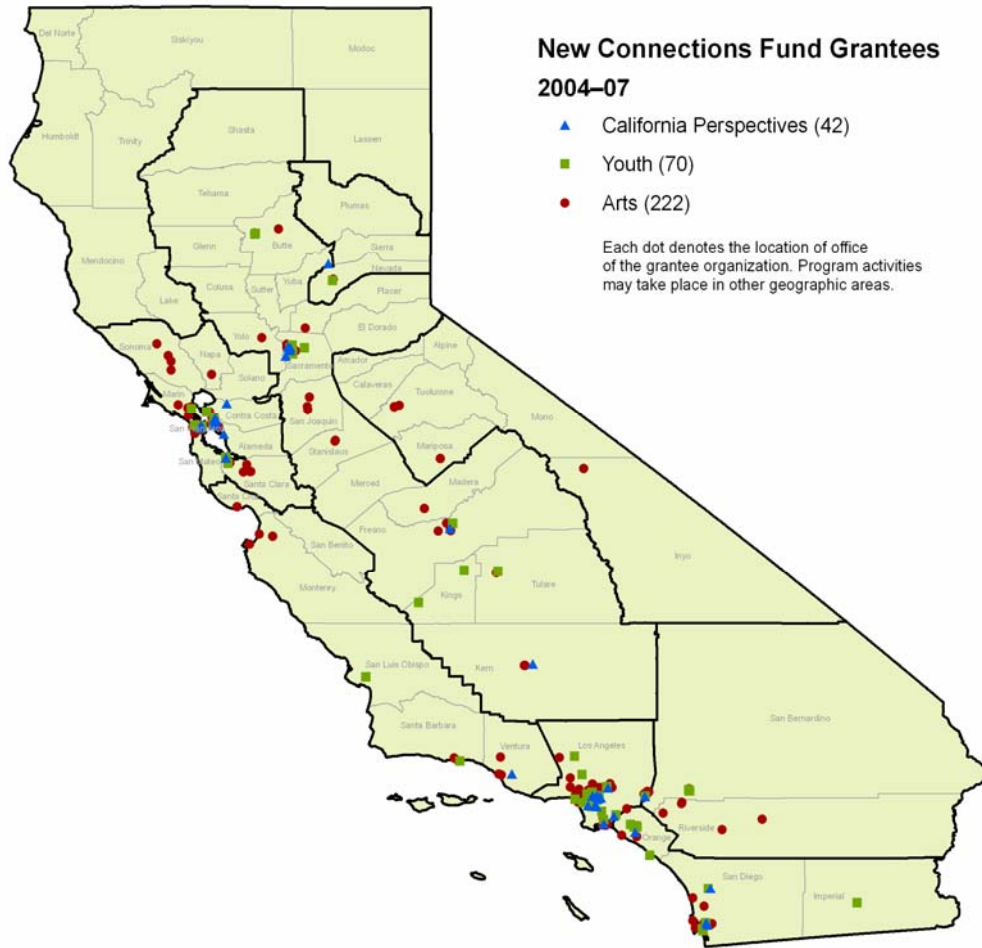 New Connections Fund Grantees
2004–07
California Perspectives (42)
Youth (70)
Arts (222)
Each dot denotes the location of office
of the grantee organization. Program activities
may take place in other geographic areas.
Del Norte
Siskiyou
Modoc
Humboldt
Trinity
Shasta
Lassen
Tehama
Plumas
Mendocino
Glenn
Butte
Sierra
Nevada
Lake
Colusa
Sutter
Yuba
Placer
El Dorado
Sonoma
Napa
Yolo
Sacramento
Amador
Alpine
Solano
Calaveras
Tuolumne
Marin
Contra Costa
San Joaquin
Mono
Alameda
Stanislaus
Mariposa
San Mateo
Santa Clara
Merced
Madera
San Benito
Fresno
Inyo
Monterey
Kings
Tulare
San Luis Obispo
Kern
San Bernardino
Santa Barbara
Ventura
Los Angeles
Orange
Riverside
San Diego
Imperial